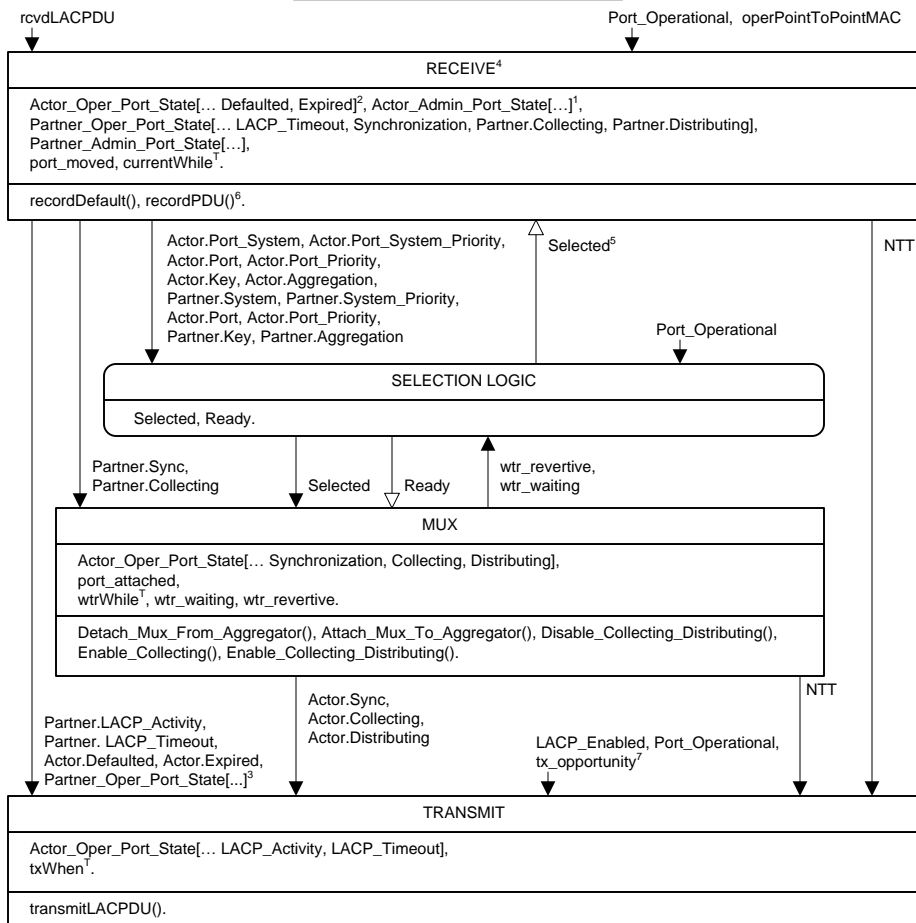 rcvdLACPDU
Port_Operational, operPointToPointMAC
RECEIVE4
Actor_Oper_Port_State[… Defaulted, Expired]2, Actor_Admin_Port_State[…]1,
Partner_Oper_Port_State[… LACP_Timeout, Synchronization, Partner.Collecting, Partner.Distributing],
Partner_Admin_Port_State[…],
port_moved, currentWhileT.
recordDefault(), recordPDU()6.
Actor.Port_System, Actor.Port_System_Priority,
Actor.Port, Actor.Port_Priority,
Actor.Key, Actor.Aggregation,
Partner.System, Partner.System_Priority,
Actor.Port, Actor.Port_Priority,
Partner.Key, Partner.Aggregation
Selected5
NTT
Port_Operational
SELECTION LOGIC
Selected, Ready.
Partner.Sync,
Partner.Collecting
Selected
Ready
wtr_revertive,
wtr_waiting
MUX
Actor_Oper_Port_State[… Synchronization, Collecting, Distributing],
port_attached,
wtrWhileT, wtr_waiting, wtr_revertive.
Detach_Mux_From_Aggregator(), Attach_Mux_To_Aggregator(), Disable_Collecting_Distributing(),
Enable_Collecting(), Enable_Collecting_Distributing().
NTT
Partner.LACP_Activity,
Partner. LACP_Timeout,
Actor.Defaulted, Actor.Expired,
Partner_Oper_Port_State[...]3
Actor.Sync,
Actor.Collecting,
Actor.Distributing
LACP_Enabled, Port_Operational,
tx_opportunity7
TRANSMIT
Actor_Oper_Port_State[… LACP_Activity, LACP_Timeout],
txWhenT.
transmitLACPDU().